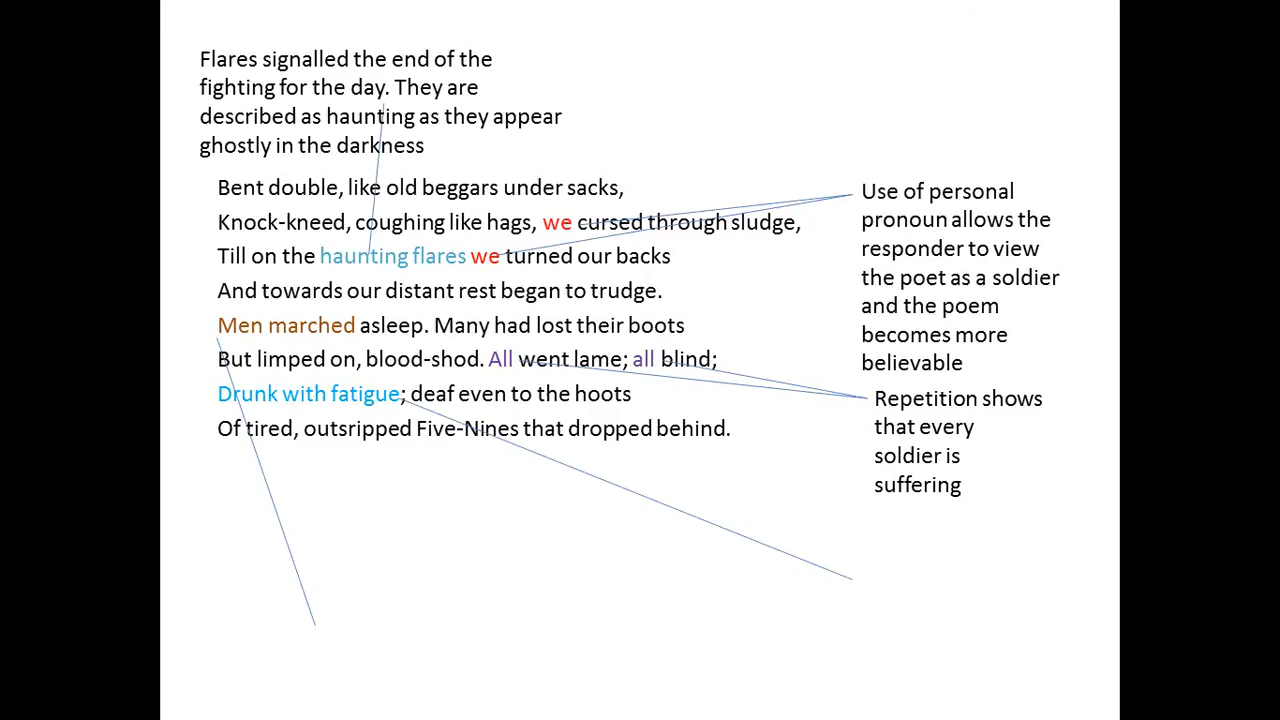 Flares signalled the end of the
fighting for the day. They are
described as haunting as they appear
ghostly in the darkness
Bent double, like old beggars under sacks,
Knock-kneed, coughing like hags, we cursed through sludge,
Till on the haunting flares we turned our backs
And towards our distant rest began to trudge.
Men marched asleep. Many had lost their boots
But limped on, blood-shod. All went lame; all blind;
Drunk with fatigue; deaf even to the hoots
Of tired, outsripped Five-Nines that dropped behind.
Use of personal
pronoun allows the
responder to view
the poet as a soldier
and the poem
becomes more
believable
Repetition shows
that every
soldier is
suffering